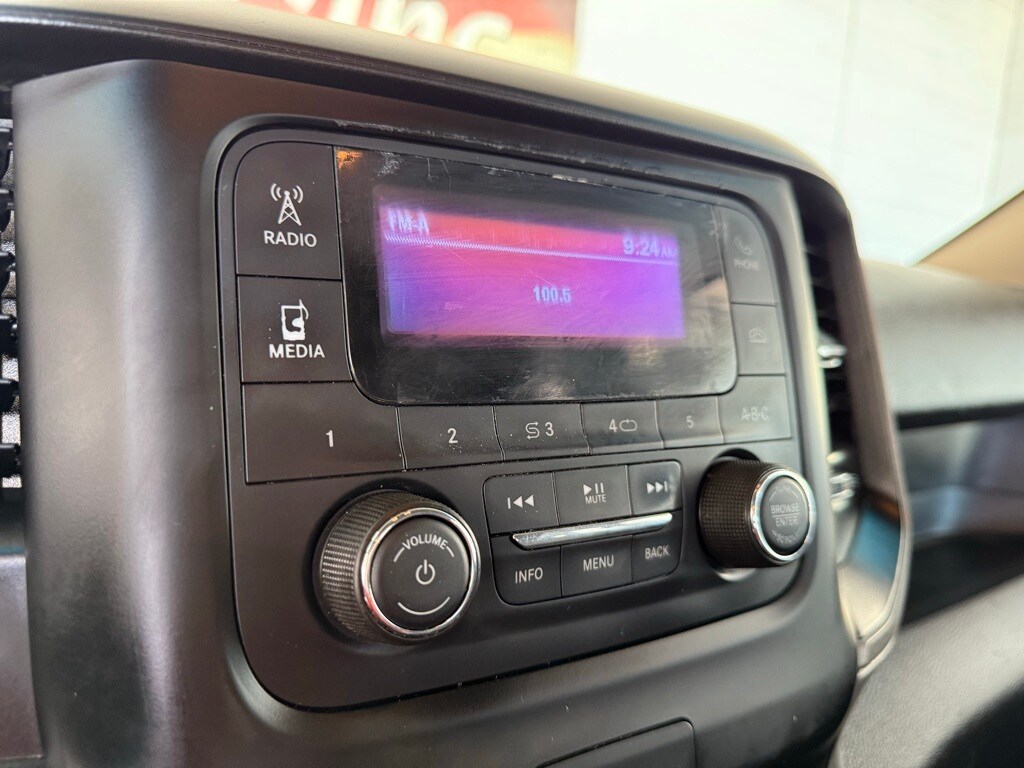 RADIO
MEDIA
FM-A
9:24 AM
100.5
PHONE
1
2
3
4
5
A-B-C
MUTE
VOLUME
INFO
MENU
BACK
BROWSE
ENTER